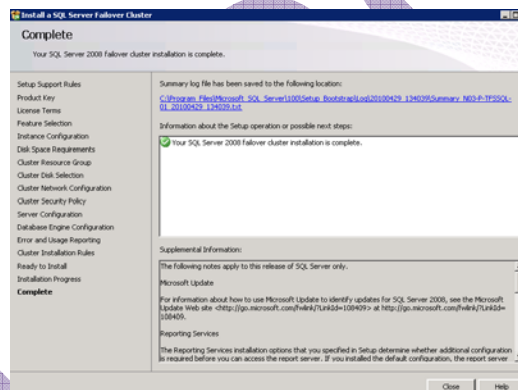 Install a SQL Server Failover Cluster
Complete
Your SQL Server 2008 failover cluster installation is complete.
Setup Support Rules
Product Key
License Terms
Feature Selection
Instance Configuration
Disk Space Requirements
Cluster Resource Group
Cluster Disk Selection
Cluster Network Configuration
Cluster Security Policy
Server Configuration
Database Engine Configuration
Error and Usage Reporting
Cluster Installation Rules
Ready to Install
Installation Progress
Complete
Summary log file has been saved to the following location:
C:\Program Files\Microsoft SQL Server\100\Setup Bootstrap\Log\20100429_134039\Summary_N03-P-TFSSQL-
01_20100429_134039.txt
Information about the Setup operation or possible next steps:
Your SQL Server 2008 failover cluster installation is complete.
Supplemental Information:
The following notes apply to this release of SQL Server only.
Microsoft Update
For information about how to use Microsoft Update to identify updates for SQL Server 2008, see the Microsoft
Update Web site <http://go.microsoft.com/fwlink/?LinkId=108409> at http://go.microsoft.com/fwlink/?LinkId=
108409.
Reporting Services
The Reporting Services installation options that you specified in Setup determine whether additional configuration
is required before you can access the report server. If you installed the default configuration, the report server
Close
Help